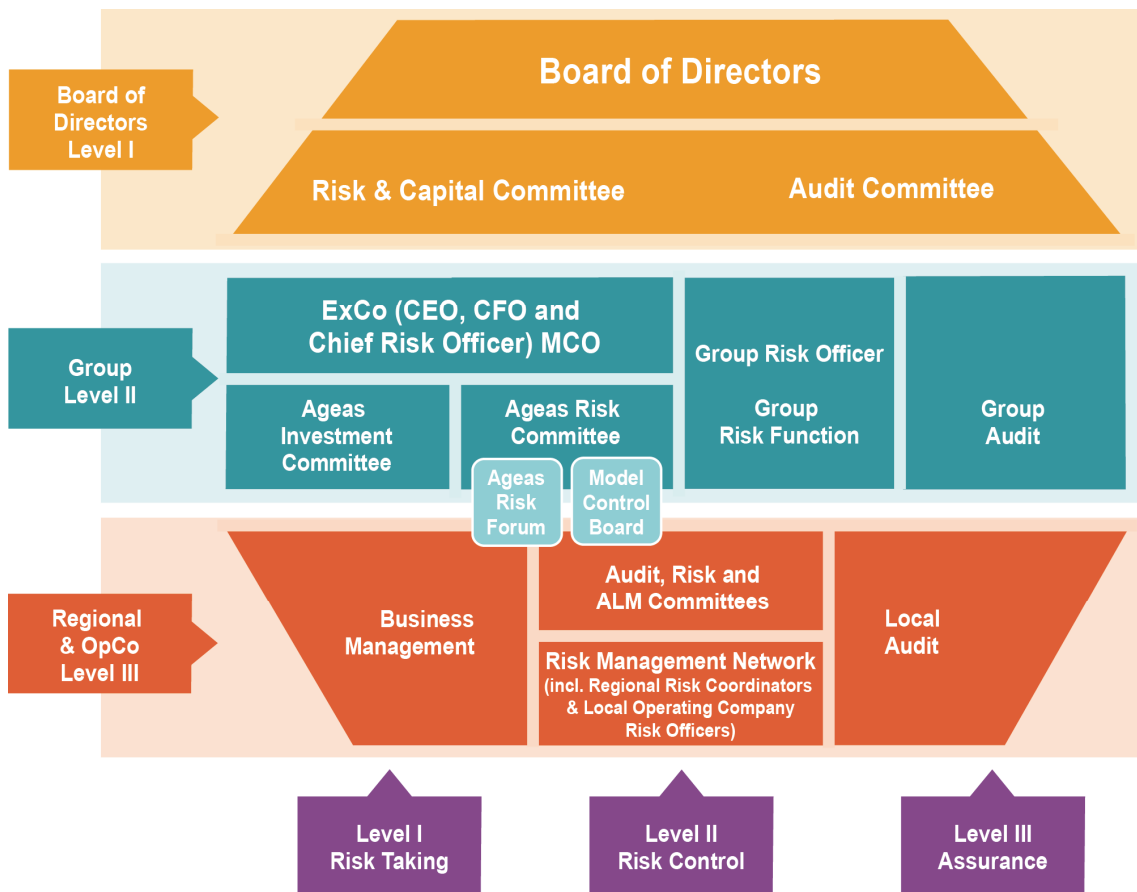 Board of Directors
Board of
Directors
Level I
Risk & Capital Committee
Audit Committee
ExCo (CEO, CFO and
Chief Risk Officer) MCO
Group
Level II
Group Risk Officer
Group
Risk Function
Group
Audit
Ageas
Investment
Committee
Ageas Risk
Committee
Ageas
Risk
Forum
Model
Control
Board
Regional
& OpCo
Level III
Business
Management
Audit, Risk and
ALM Committees
Risk Management Network
(incl. Regional Risk Coordinators
& Local Operating Company
Risk Officers)
Local
Audit
Level I
Risk Taking
Level II
Risk Control
Level III
Assurance